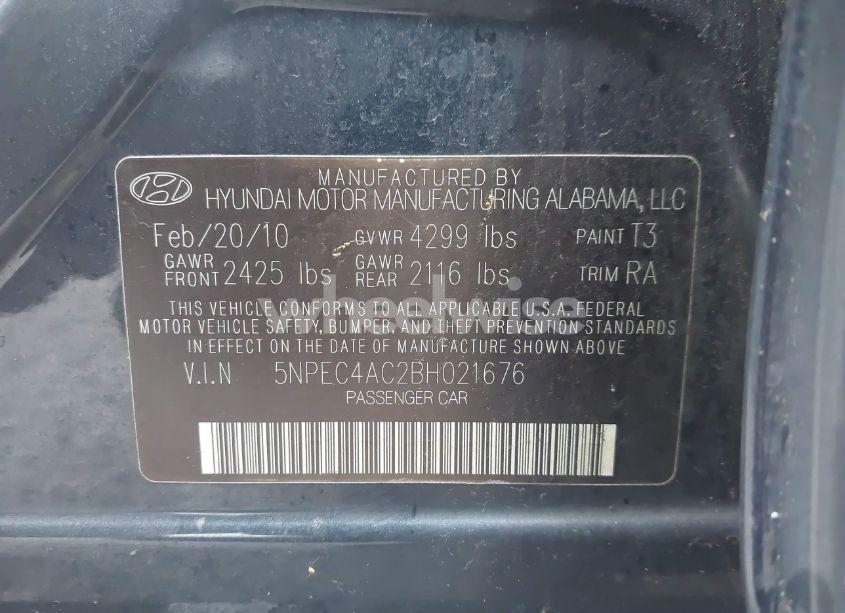 MANUFACTURED BY
HYUNDAI MOTOR MANUFACTURING ALABAMA, LLC
Feb/20/10 GVWR 4299 lbs PAINT T3
GAWR FRONT 2425 lbs GAWR REAR 2116 lbs TRIM RA
THIS VEHICLE CONFORMS TO ALL APPLICABLE U.S.A. FEDERAL
MOTOR VEHICLE SAFETY, BUMPER, AND THEFT PREVENTION STANDARDS
IN EFFECT ON THE DATE OF MANUFACTURE SHOWN ABOVE
V.I.N 5NPEC4AC2BH021676
PASSENGER CAR
wheelwise